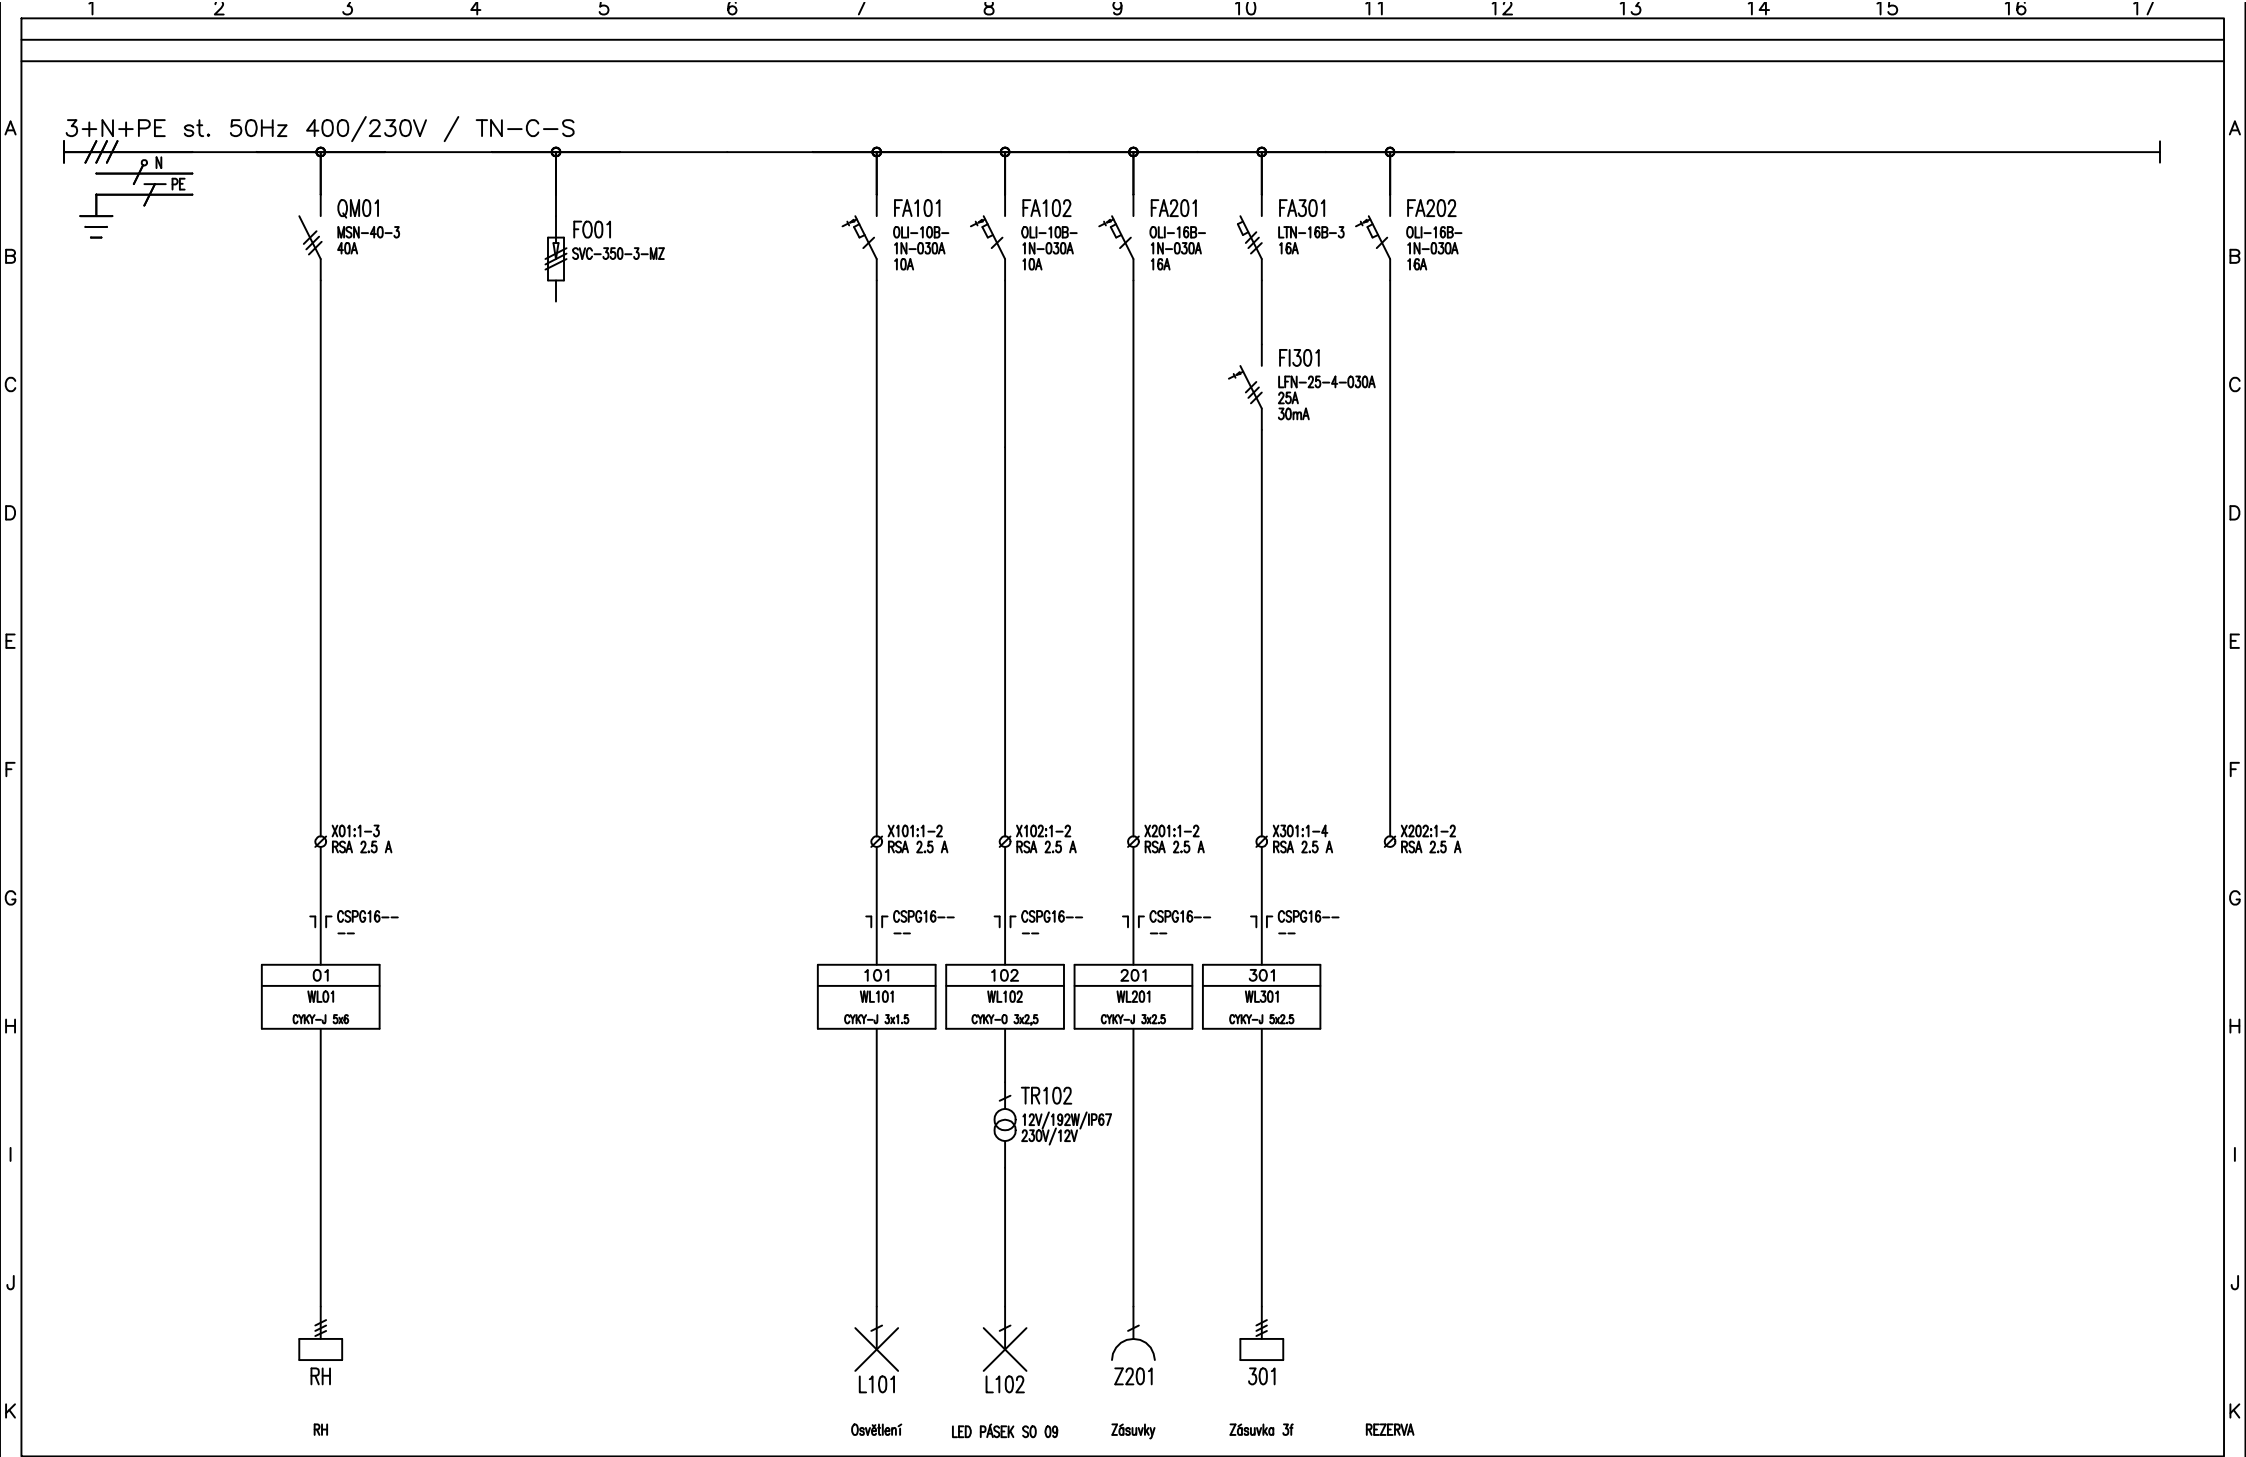 1 2 3 4 5 6 7 8 9 10 11 12 13 14 15 16 17
A A
3+N+PE st. 50Hz 400/230V / TN-C-S
N
PE
QM01
MSN-40-3
40A
F001
SVC-350-3-MZ
FA101
OLI-10B-
1N-030A
10A
FA102
OLI-10B-
1N-030A
10A
FA201
OLI-16B-
1N-030A
16A
FA301
LTN-16B-3
16A
FA202
OLI-16B-
1N-030A
16A
B B
FI301
LFN-25-4-030A
25A
30mA
C C
D D
E E
F F
X01:1-3
RSA 2.5 A
X101:1-2
RSA 2.5 A
X102:1-2
RSA 2.5 A
X201:1-2
RSA 2.5 A
X301:1-4
RSA 2.5 A
X202:1-2
RSA 2.5 A
G G
CSPG16--
--
CSPG16--
--
CSPG16--
--
CSPG16--
--
CSPG16--
--
01
WL01
CYKY-J 5x6
101
WL101
CYKY-J 3x1.5
102
WL102
CYKY-O 3x2,5
201
WL201
CYKY-J 3x2.5
301
WL301
CYKY-J 5x2.5
H H
TR102
12V/192W/IP67
230V/12V
I I
J J
RH
L101
L102
Z201
301
K K
RH
Osvětlení
LED PÁSEK SO 09
Zásuvky
Zásuvka 3f
REZERVA